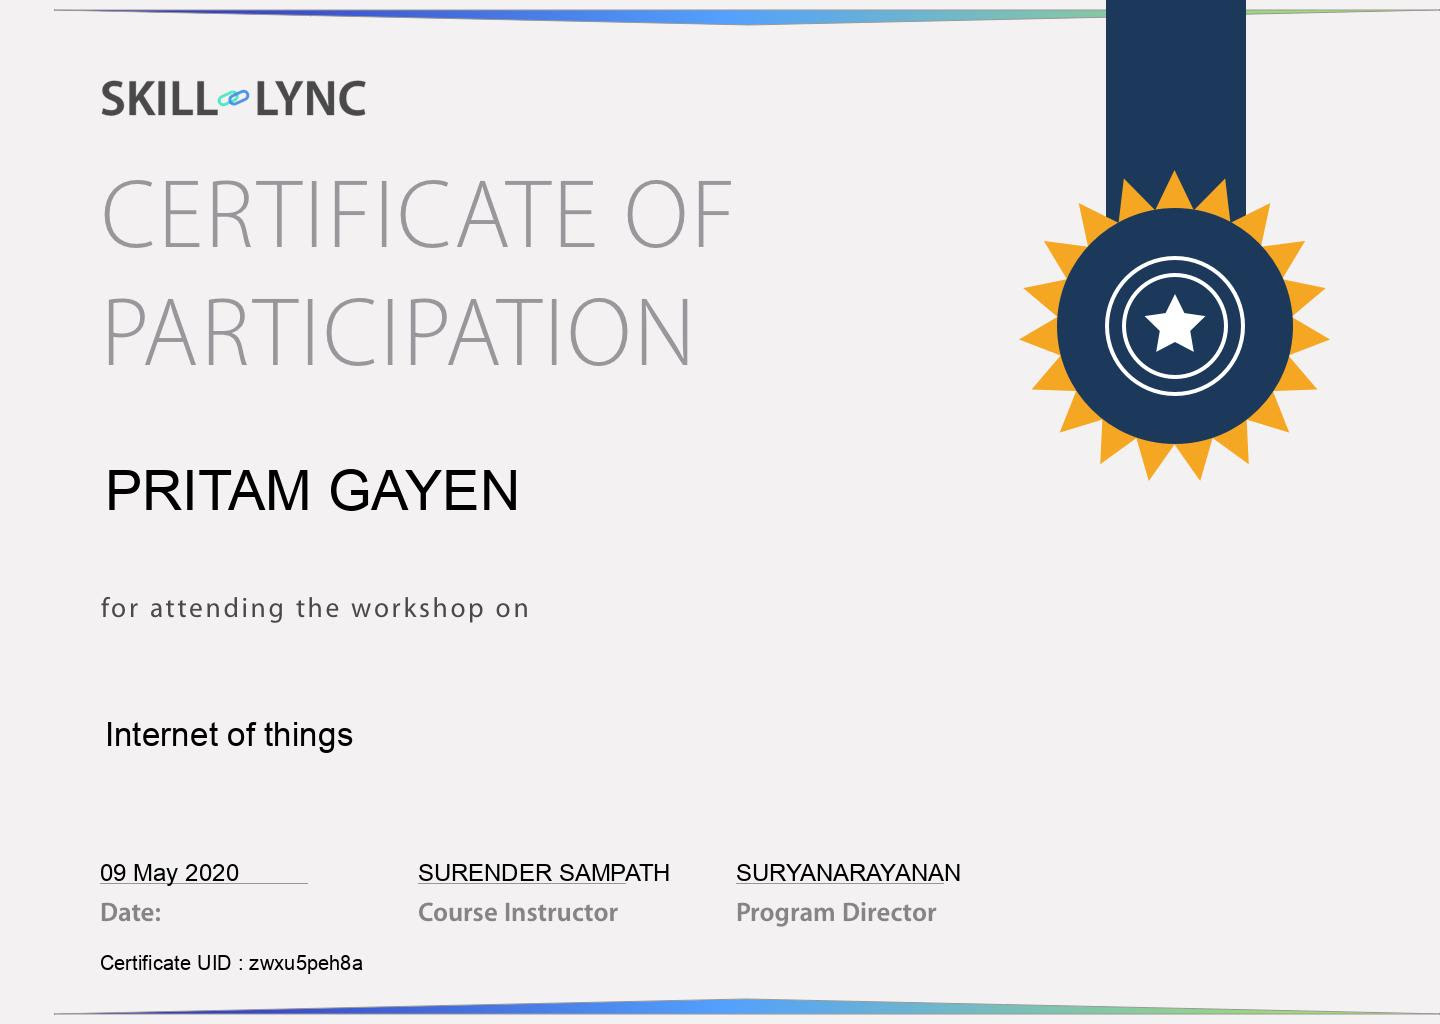 SKILL LYNC
CERTIFICATE OF
PARTICIPATION
PRITAM GAYEN
for attending the workshop on
Internet of things
09 May 2020 SURENDER SAMPATH SURYANARAYANAN
Date: Course Instructor Program Director
Certificate UID : zwxu5peh8a